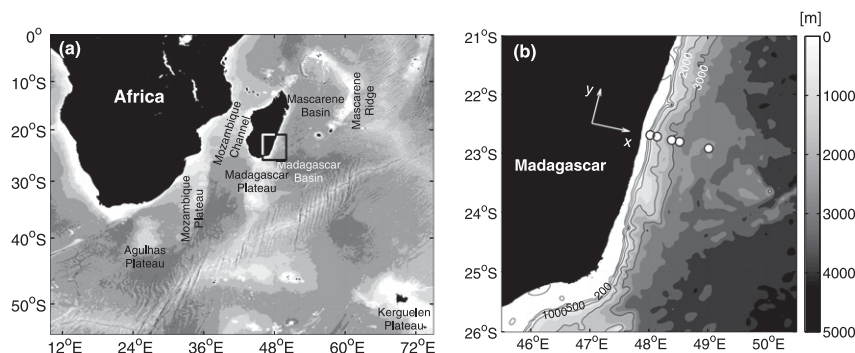 (a)
0°
10°S
20°S
30°S
40°S
50°S
12°E
24°E
36°E
48°E
60°E
72°E
Africa
Mozambique
Channel
Mascarene
Basin
Mascarene
Ridge
Madagascar
Basin
Madagascar
Plateau
Mozambique
Plateau
Agulhas
Plateau
Kerguelen
Plateau
(b)
21°S
22°S
23°S
24°S
25°S
26°S
46°E
47°E
48°E
49°E
50°E
Madagascar
y
x
2000
3000
200
500
1000
[m]
0
1000
2000
3000
4000
5000